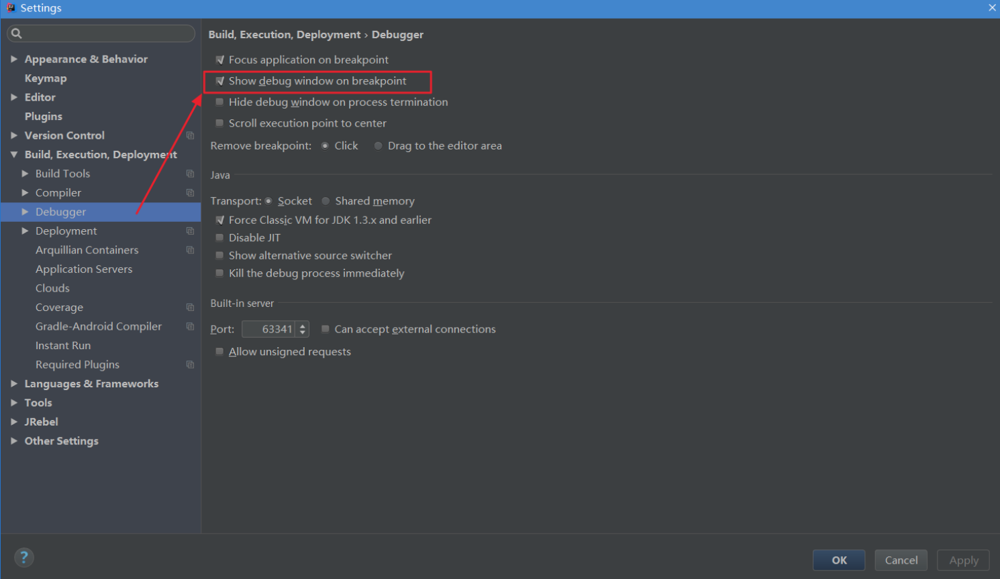 Settings
Appearance & Behavior
Keymap
Editor
Plugins
Version Control
Build, Execution, Deployment
Build Tools
Compiler
Debugger
Deployment
Arquillian Containers
Application Servers
Clouds
Coverage
Gradle-Android Compiler
Instant Run
Required Plugins
Languages & Frameworks
Tools
JRebel
Other Settings
Build, Execution, Deployment › Debugger
Focus application on breakpoint
Show debug window on breakpoint
Hide debug window on process termination
Scroll execution point to center
Remove breakpoint: Click Drag to the editor area
Java
Transport: Socket Shared memory
Force Classic VM for JDK 1.3.x and earlier
Disable JIT
Show alternative source switcher
Kill the debug process immediately
Built-in server
Port: 63341 Can accept external connections
Allow unsigned requests
?
OK Cancel Apply